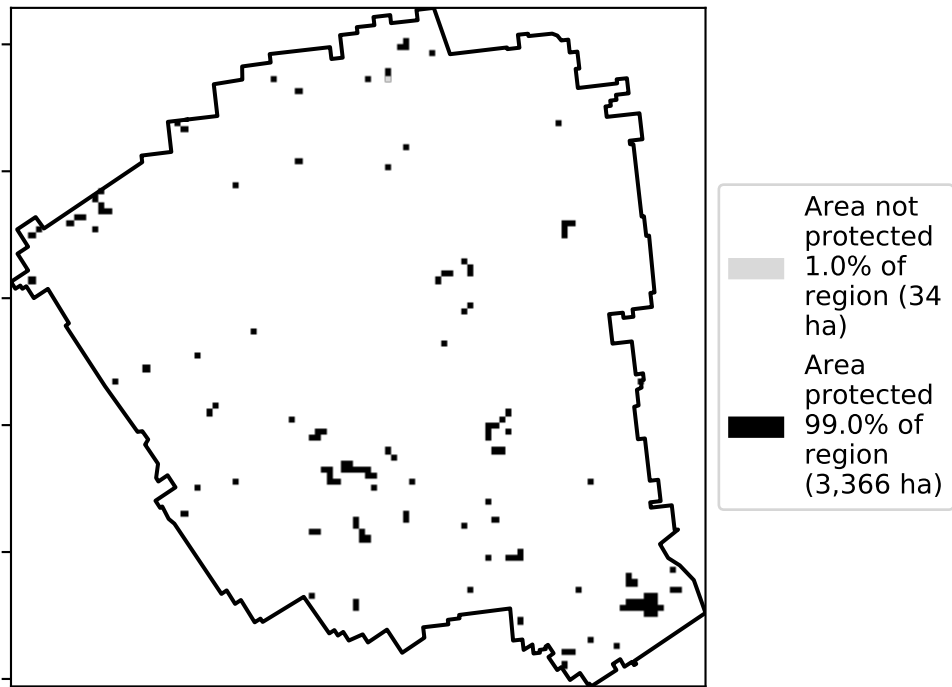 Area not
protected
1.0% of
region (34
ha)
Area
protected
99.0% of
region
(3,366 ha)